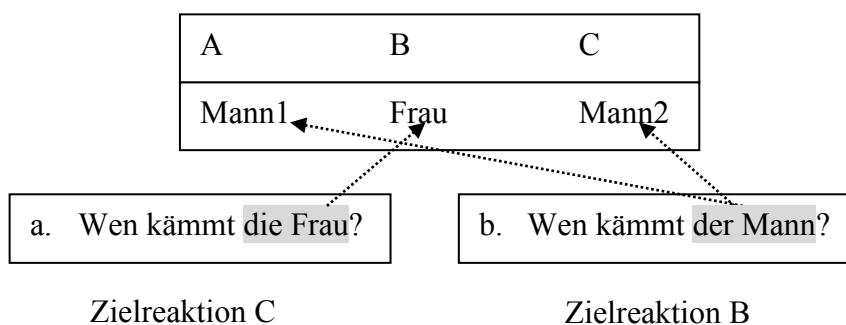 A B C
Mann1 Frau Mann2
a. Wen kämmt die Frau? b. Wen kämmt der Mann?
Zielreaktion C Zielreaktion B